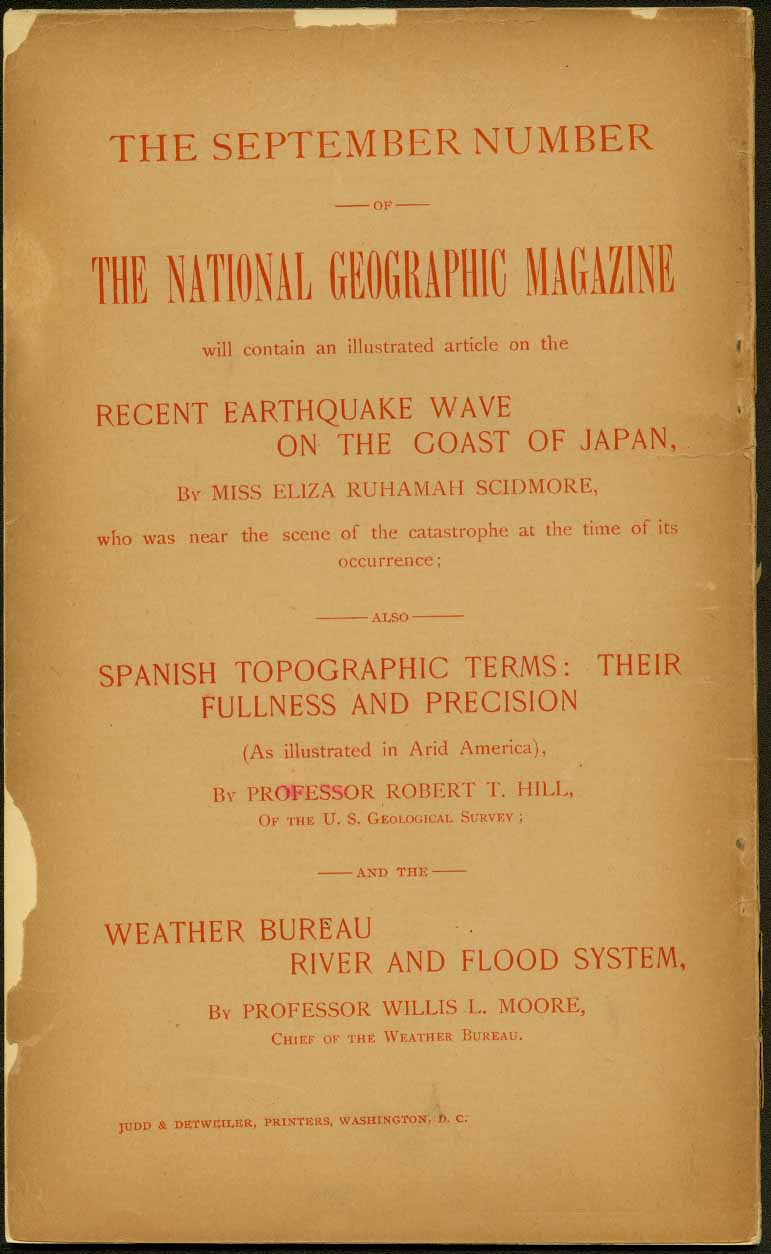 THE SEPTEMBER NUMBER
OF
THE NATIONAL GEOGRAPHIC MAGAZINE
will contain an illustrated article on the
RECENT EARTHQUAKE WAVE
ON THE COAST OF JAPAN,
BY MISS ELIZA RUHAMAH SCIDMORE,
who was near the scene of the catastrophe at the time of its
occurrence;
ALSO
SPANISH TOPOGRAPHIC TERMS: THEIR
FULLNESS AND PRECISION
(As illustrated in Arid America),
BY PROFESSOR ROBERT T. HILL,
OF THE U. S. GEOLOGICAL SURVEY;
AND THE
WEATHER BUREAU
RIVER AND FLOOD SYSTEM,
BY PROFESSOR WILLIS L. MOORE,
CHIEF OF THE WEATHER BUREAU.
JUDD & DETWEILER, PRINTERS, WASHINGTON, D. C.